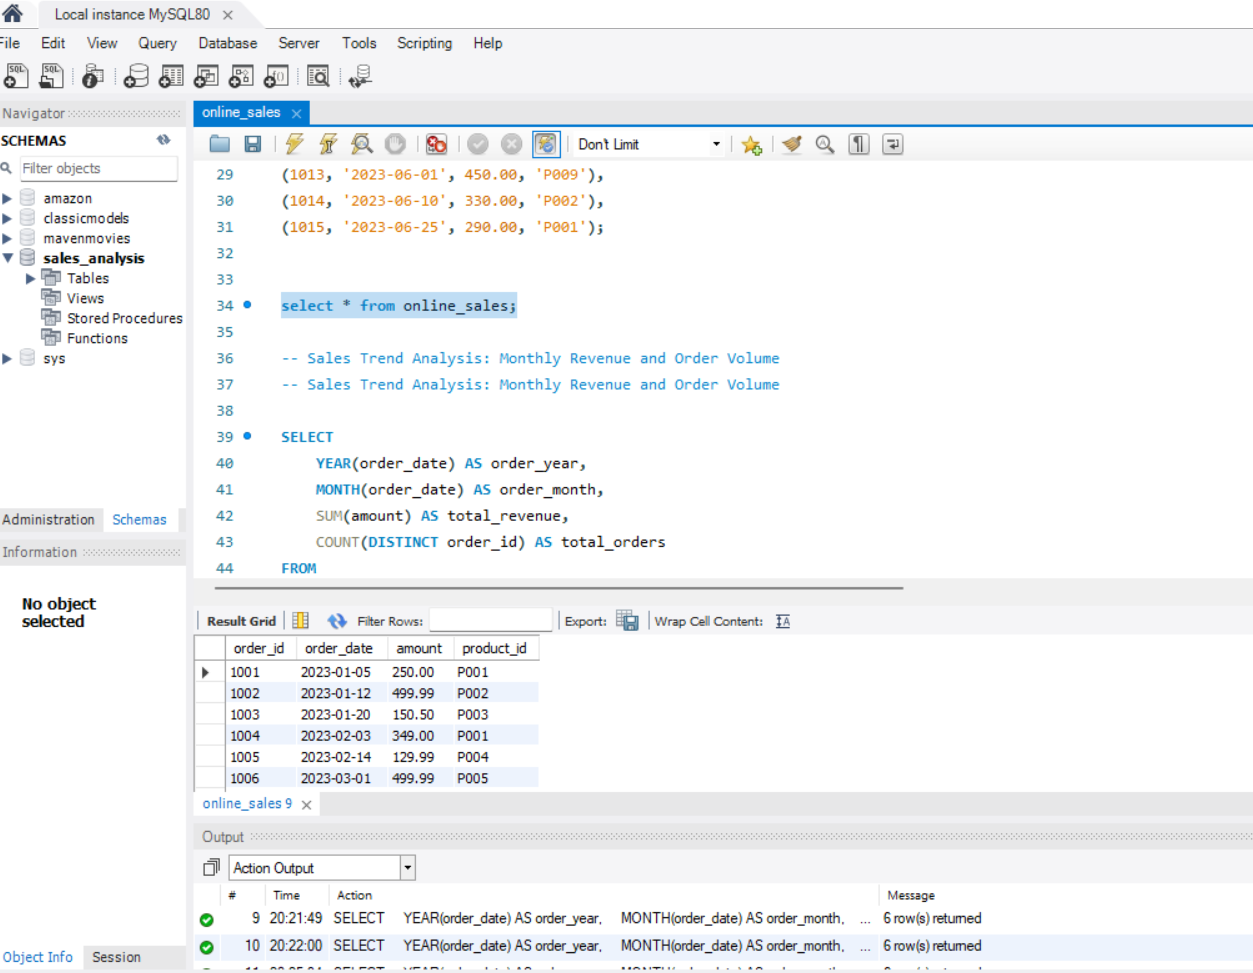 Local instance MySQL80 ×
File Edit View Query Database Server Tools Scripting Help
Navigator
SCHEMAS
Filter objects
amazon
classicmodels
mavenmovies
sales_analysis
Tables
Views
Stored Procedures
Functions
sys
Administration Schemas
Information
No object
selected
Object Info Session
online_sales ×
Don't Limit
29 (1013, '2023-06-01', 450.00, 'P009'),
30 (1014, '2023-06-10', 330.00, 'P002'),
31 (1015, '2023-06-25', 290.00, 'P001');
32
33
34 select * from online_sales;
35
36 -- Sales Trend Analysis: Monthly Revenue and Order Volume
37 -- Sales Trend Analysis: Monthly Revenue and Order Volume
38
39 SELECT
40 YEAR(order_date) AS order_year,
41 MONTH(order_date) AS order_month,
42 SUM(amount) AS total_revenue,
43 COUNT(DISTINCT order_id) AS total_orders
44 FROM
Result Grid Filter Rows: Export: Wrap Cell Content:
order_id order_date amount product_id
1001 2023-01-05 250.00 P001
1002 2023-01-12 499.99 P002
1003 2023-01-20 150.50 P003
1004 2023-02-03 349.00 P001
1005 2023-02-14 129.99 P004
1006 2023-03-01 499.99 P005
online_sales 9 ×
Output
Action Output
# Time Action Message
9 20:21:49 SELECT YEAR(order_date) AS order_year, MONTH(order_date) AS order_month, ... 6 row(s) returned
10 20:22:00 SELECT YEAR(order_date) AS order_year, MONTH(order_date) AS order_month, ... 6 row(s) returned